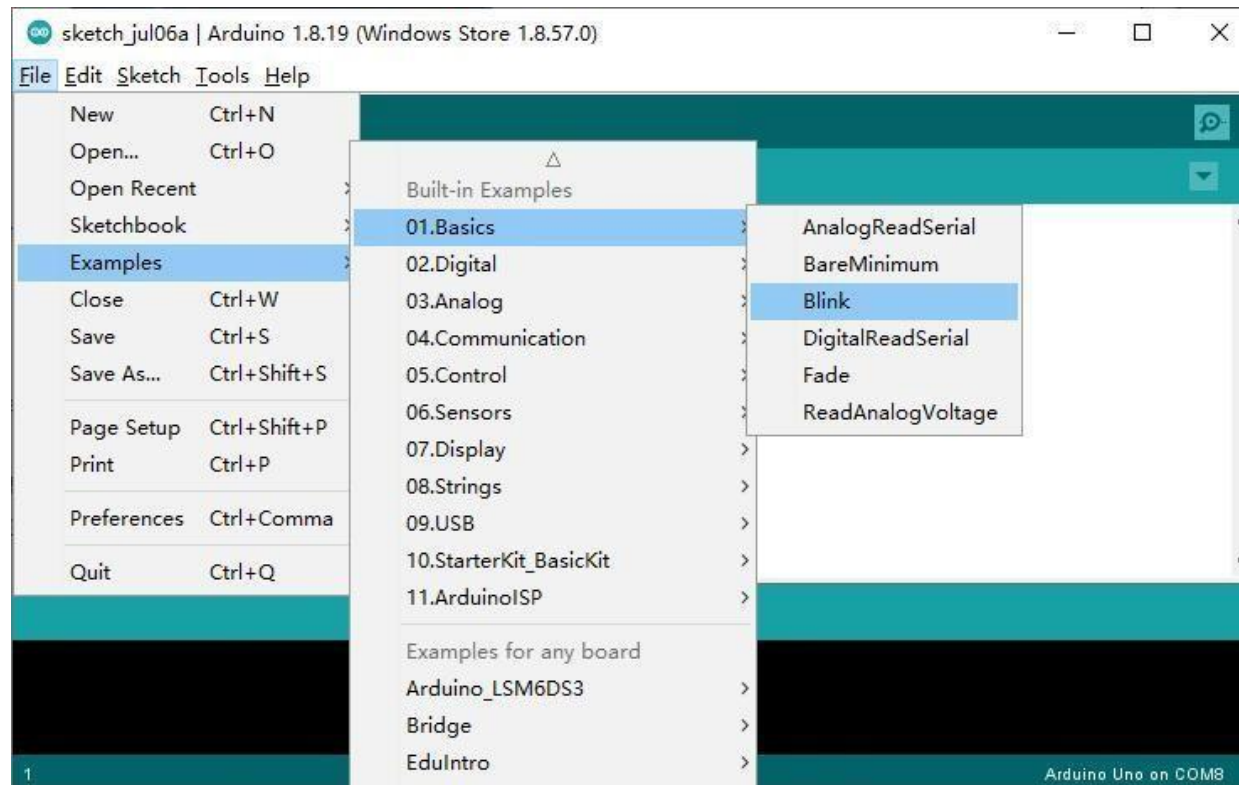 sketch_jul06a | Arduino 1.8.19 (Windows Store 1.8.57.0)
File Edit Sketch Tools Help
New Ctrl+N
Open... Ctrl+O
Open Recent
Sketchbook
Examples
Close Ctrl+W
Save Ctrl+S
Save As... Ctrl+Shift+S
Page Setup Ctrl+Shift+P
Print Ctrl+P
Preferences Ctrl+Comma
Quit Ctrl+Q
Built-in Examples
01.Basics
02.Digital
03.Analog
04.Communication
05.Control
06.Sensors
07.Display
08.Strings
09.USB
10.StarterKit_BasicKit
11.ArduinoISP
Examples for any board
Arduino_LSM6DS3
Bridge
EduIntro
AnalogReadSerial
BareMinimum
Blink
DigitalReadSerial
Fade
ReadAnalogVoltage
1
Arduino Uno on COM8